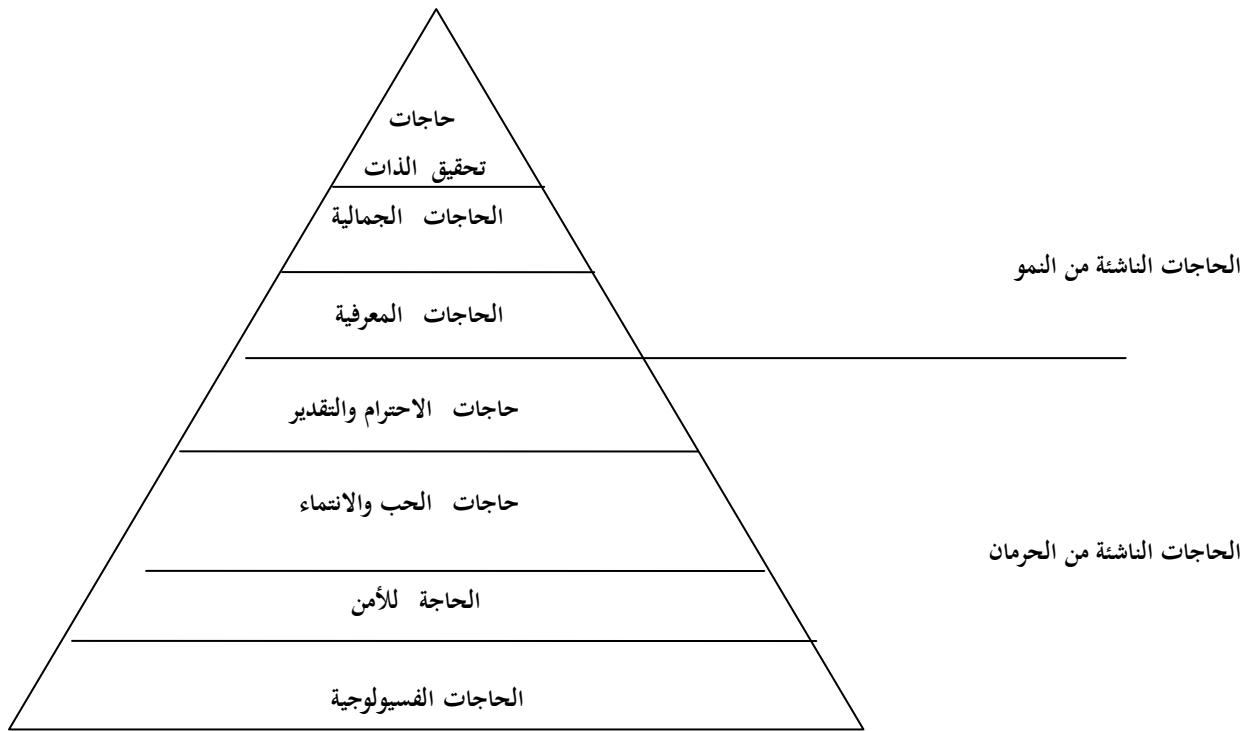 حاجات
تحقيق الذات
الحاجات الجمالية
الحاجات الناشئة من النمو
الحاجات المعرفية
حاجات الاحترام والتقدير
حاجات الحب والانتماء
الحاجات الناشئة من الحرمان
الحاجة للأمن
الحاجات الفسيولوجية